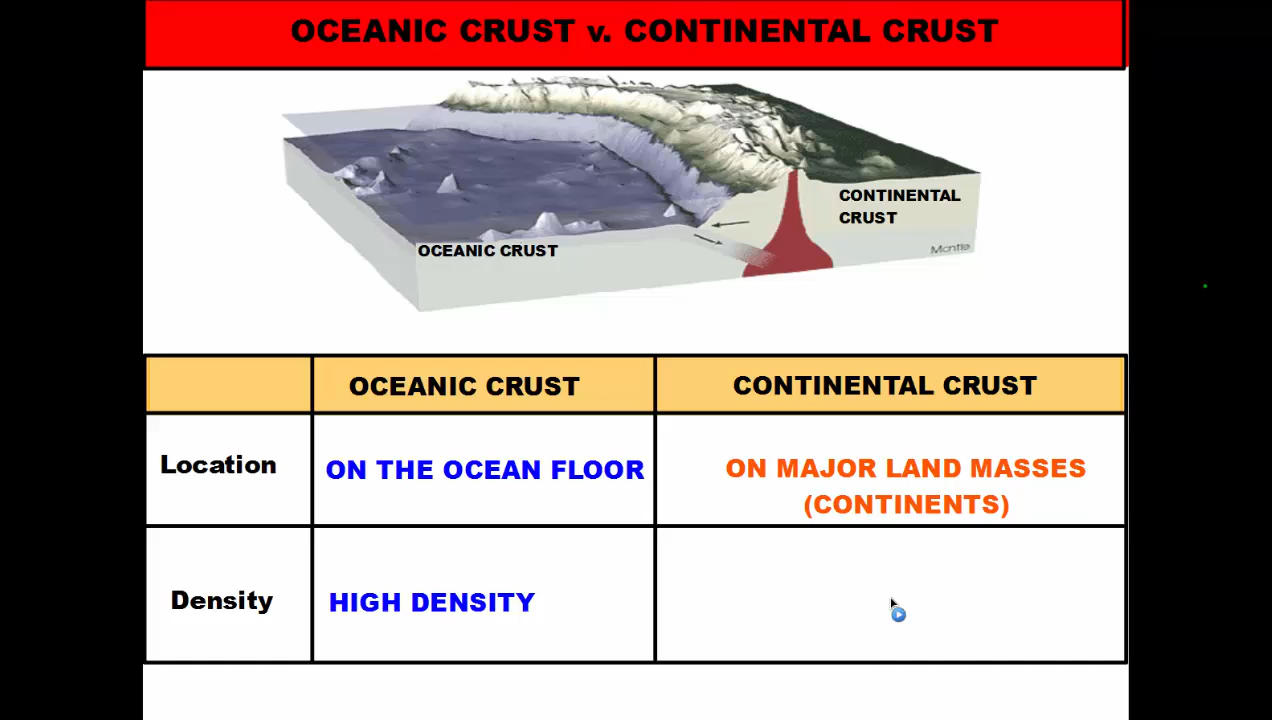 OCEANIC CRUST v. CONTINENTAL CRUST
CONTINENTAL
CRUST
Mantle
OCEANIC CRUST
OCEANIC CRUST CONTINENTAL CRUST
Location ON THE OCEAN FLOOR ON MAJOR LAND MASSES
(CONTINENTS)
Density HIGH DENSITY